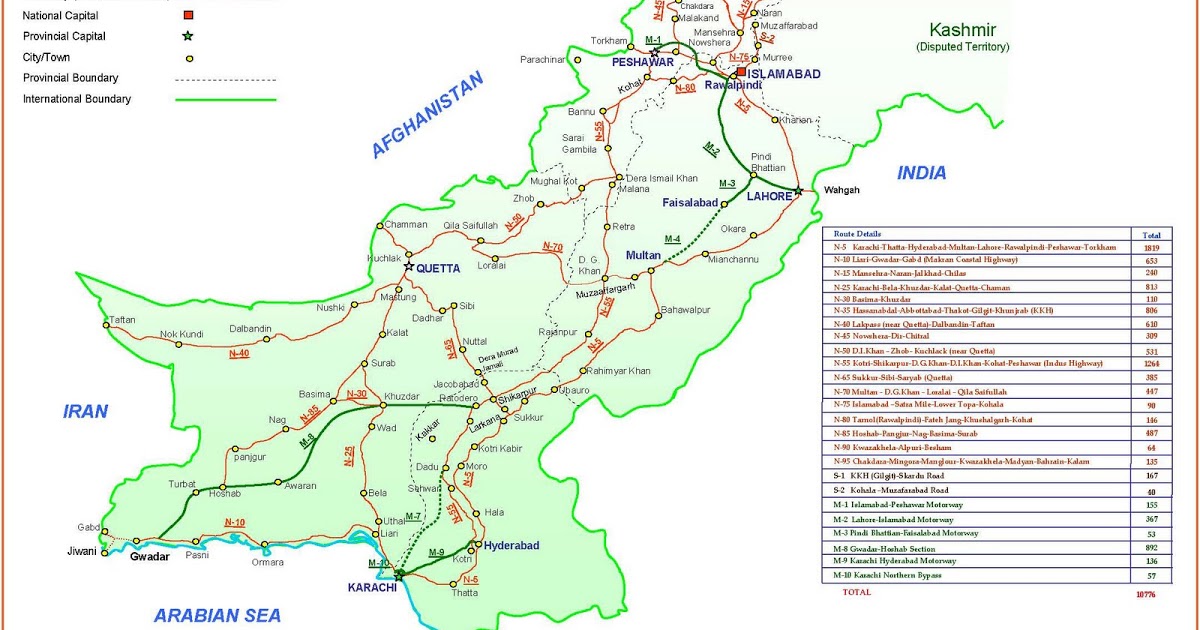 National Capital
Provincial Capital
City/Town
Provincial Boundary
International Boundary
Kashmir
(Disputed Territory)
AFGHANISTAN
INDIA
IRAN
ARABIAN SEA
N-45
Chakdara
Malakand
N-15
Naran
Muzaffarabad
Mansehra
S-2
Nowshera
Torkham
M-1
Parachinar
PESHAWAR
N-75
Murree
ISLAMABAD
Rawalpindi
Kohat
N-80
N-5
Bannu
N-55
Kharian
Sarai
Gambila
M-2
Pindi
Bhattian
Mughal Kot
Dera Ismail Khan
Malana
M-3
LAHORE
Wahgah
Zhob
Faisalabad
N-50
Chamman
Qila Saifullah
Retra
Okara
M-4
N-70
Kuchlak
QUETTA
Loralai
D. G.
Khan
Multan
Mianchannu
Muzaaffargarh
Mastung
Nushki
Sibi
Dadhar
N-55
Bahawalpur
Taftan
Nok Kundi
Dalbandin
N-40
Kalat
Nuttal
N-65
Rajanpur
N-5
Dera Murad
Jamali
Surab
Rahimyar Khan
Jacobabad
Basima
N-30
Khuzdar
Ratodero
Shikarpur
Ubauro
N-85
Nag
Larkana
Sukkur
Wad
Kakkar
M-8
N-25
Kotri Kabir
panjgur
Dadu
Moro
Turbat
Hoshab
Awaran
Sehwan
N-5
Bela
N-55
Hala
M-7
Gabd
N-10
Uthal
Liari
Jiwani
Gwadar
Pasni
Ormara
M-9
Hyderabad
Kotri
M-10
KARACHI
N-5
Thatta
Route Details Total
N-5 Karachi-Thatta-Hyderabad-Multan-Lahore-Rawalpindi-Peshawar-Torkham 1819
N-10 Liari-Gwadar-Gabd (Makran Coastal Highway) 653
N-15 Mansehra-Naran-Jalkhad-Chilas 240
N-25 Karachi-Bela-Khuzdar-Kalat-Quetta-Chaman 813
N-30 Basima-Khuzdar 110
N-35 Hassanabdal-Abbottabad-Thakot-Gilgit-Khunjrab (KKH) 806
N-40 Lakpass (near Quetta)-Dalbandin-Taftan 610
N-45 Nowshera-Dir-Chitral 309
N-50 D.I.Khan - Zhob- Kuchlack (near Quetta) 531
N-55 Kotri-Shikarpur-D.G.Khan-D.I.Khan-Kohat-Peshawar (Indus Highway) 1264
N-65 Sukkur-Sibi-Saryab (Quetta) 385
N-70 Multan - D.G.Khan - Loralai - Qila Saifullah 447
N-75 Islamabad -Satra Mile-Lower Topa-Kohala 90
N-80 Tarnol(Rawalpindi)-Fateh Jang-Khushalgarh-Kohat 146
N-85 Hoshab-Panjgur-Nag-Basima-Surab 487
N-90 Kwazakhela-Alpuri-Besham 64
N-95 Chakdara-Mingora-Manglour-Kwazakhela-Madyan-Bahrain-Kalam 135
S-1 KKH (Gilgit)-Skardu Road 167
S-2 Kohala -Muzafarabad Road 40
M-1 Islamabad-Peshawar Motorway 155
M-2 Lahore-Islamabad Motorway 367
M-3 Pindi Bhattian-Faisalabad Motorway 53
M-8 Gwadar-Hoshab Section 892
M-9 Karachi Hyderabad Motorway 136
M-10 Karachi Northern Bypass 57
TOTAL 10776